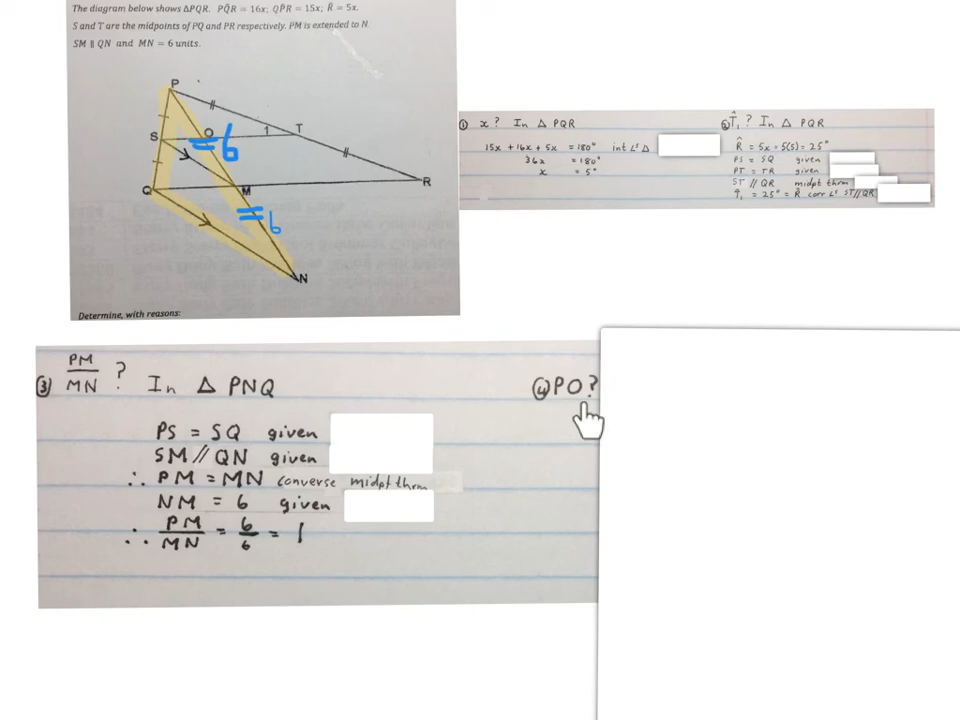 The diagram below shows ΔPQR. PQ̂R = 16x; QP̂R = 15x; R̂ = 5x.
S and T are the midpoints of PQ and PR respectively. PM is extended to N.
SM ∥ QN and MN = 6 units.
P
S
O
1
T
= 6
Q
M
R
= 6
N
Determine, with reasons:
① x? In Δ PQR
15x + 16x + 5x = 180° int L's Δ
36x = 180°
x = 5°
② T̂₁? In Δ PQR
R̂ = 5x = 5(5) = 25°
PS = SQ given
PT = TR given
ST // QR midpt thrm
T̂₁ = 25° = R̂ corr L's ST//QR
③ PM/MN ? In Δ PNQ
PS = SQ given
SM // QN given
∴ PM = MN converse midpt thrm
NM = 6 given
∴ PM/MN = 6/6 = 1
④ PO?